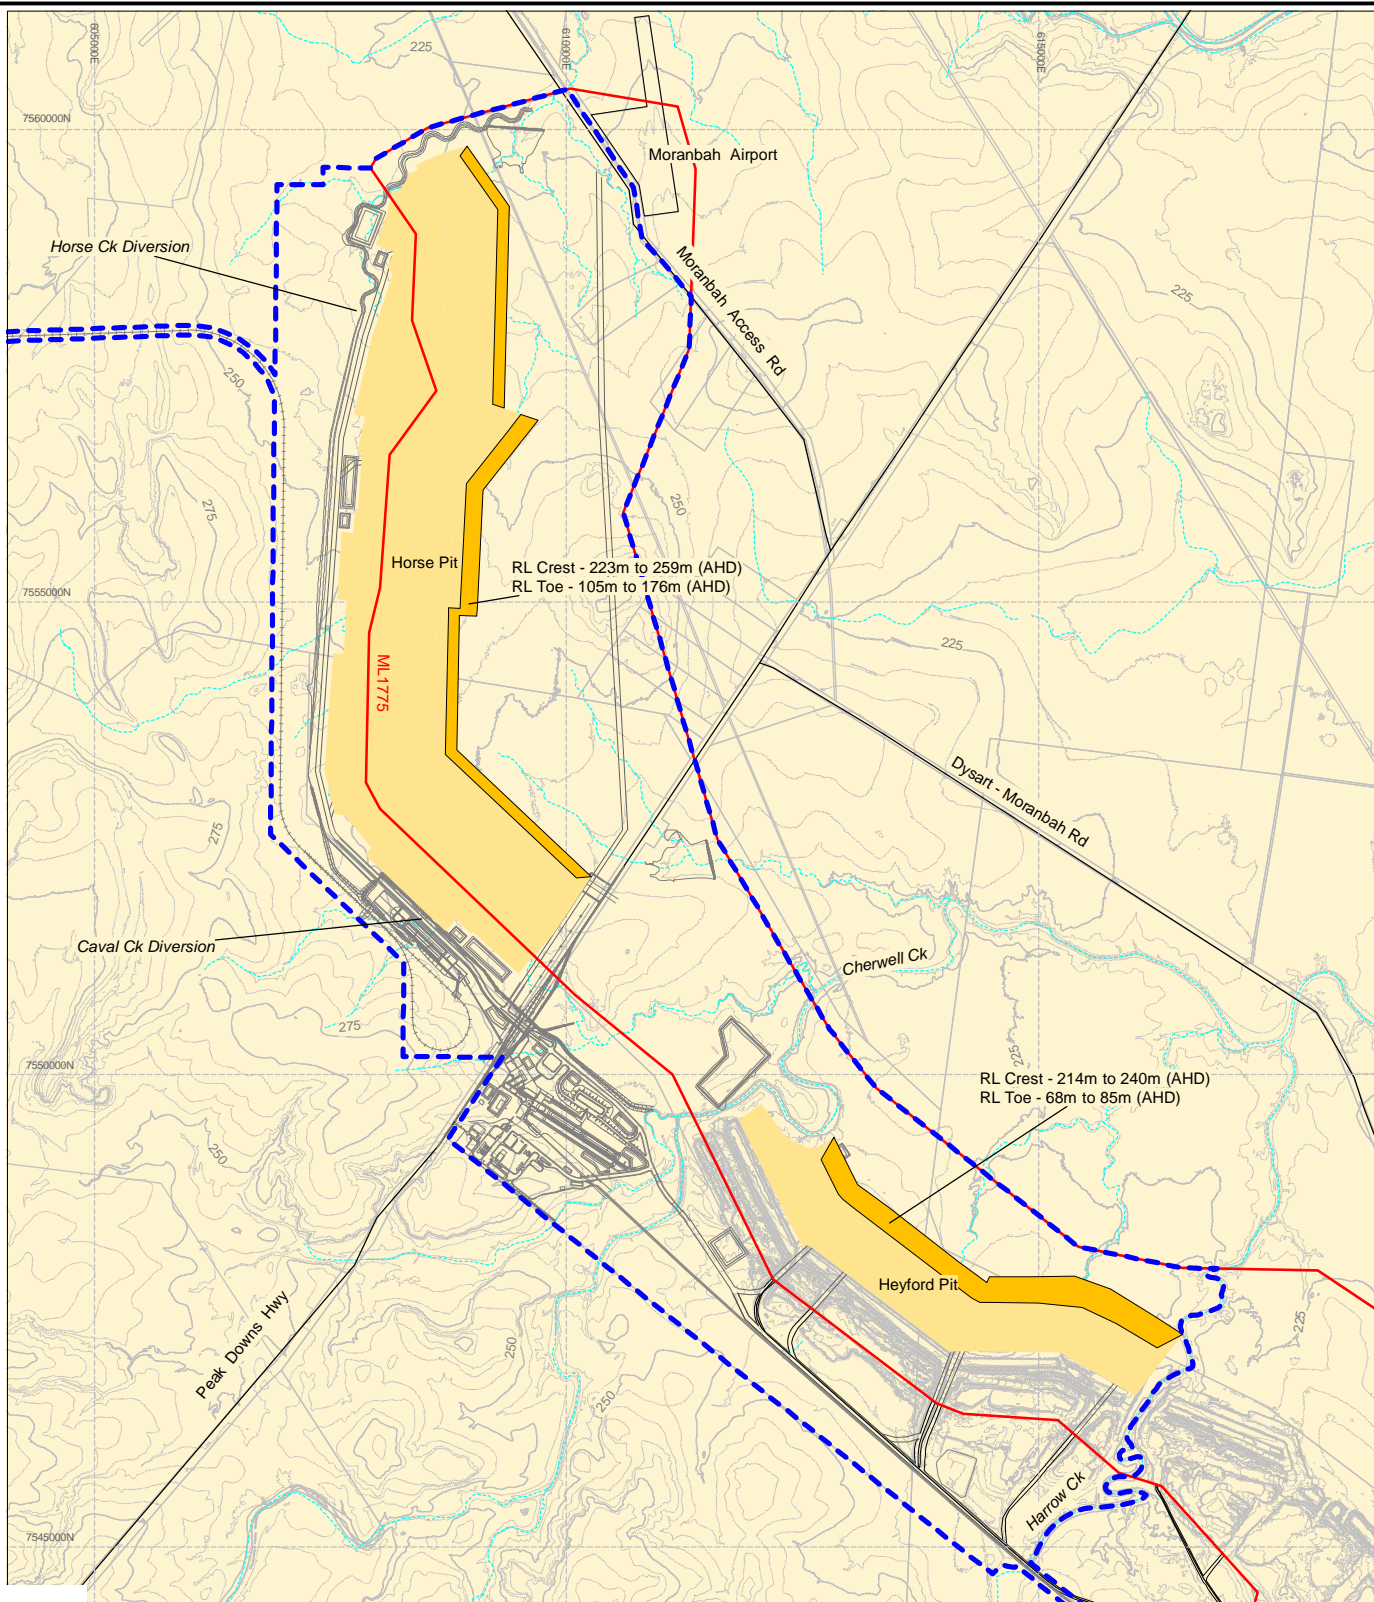 605000E
225
610000E
615000E
7560000N
Moranbah Airport
Horse Ck Diversion
Moranbah Access Rd
225
250
275
250
Horse Pit
RL Crest - 223m to 259m (AHD)
RL Toe - 105m to 176m (AHD)
7555000N
225
ML1775
Dysart - Moranbah Rd
275
Caval Ck Diversion
Cherwell Ck
275
225
7550000N
RL Crest - 214m to 240m (AHD)
RL Toe - 68m to 85m (AHD)
250
Heyford Pit
Peak Downs Hwy
225
250
250
Harrow Ck
7545000N